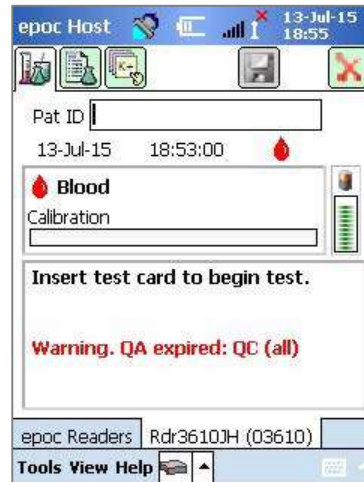 epoc Host 13-Jul-15
18:55
K+
Pat ID
13-Jul-15 18:53:00
Blood
Calibration
Insert test card to begin test.
Warning. QA expired: QC (all)
epoc Readers Rdr3610JH (03610)
Tools View Help